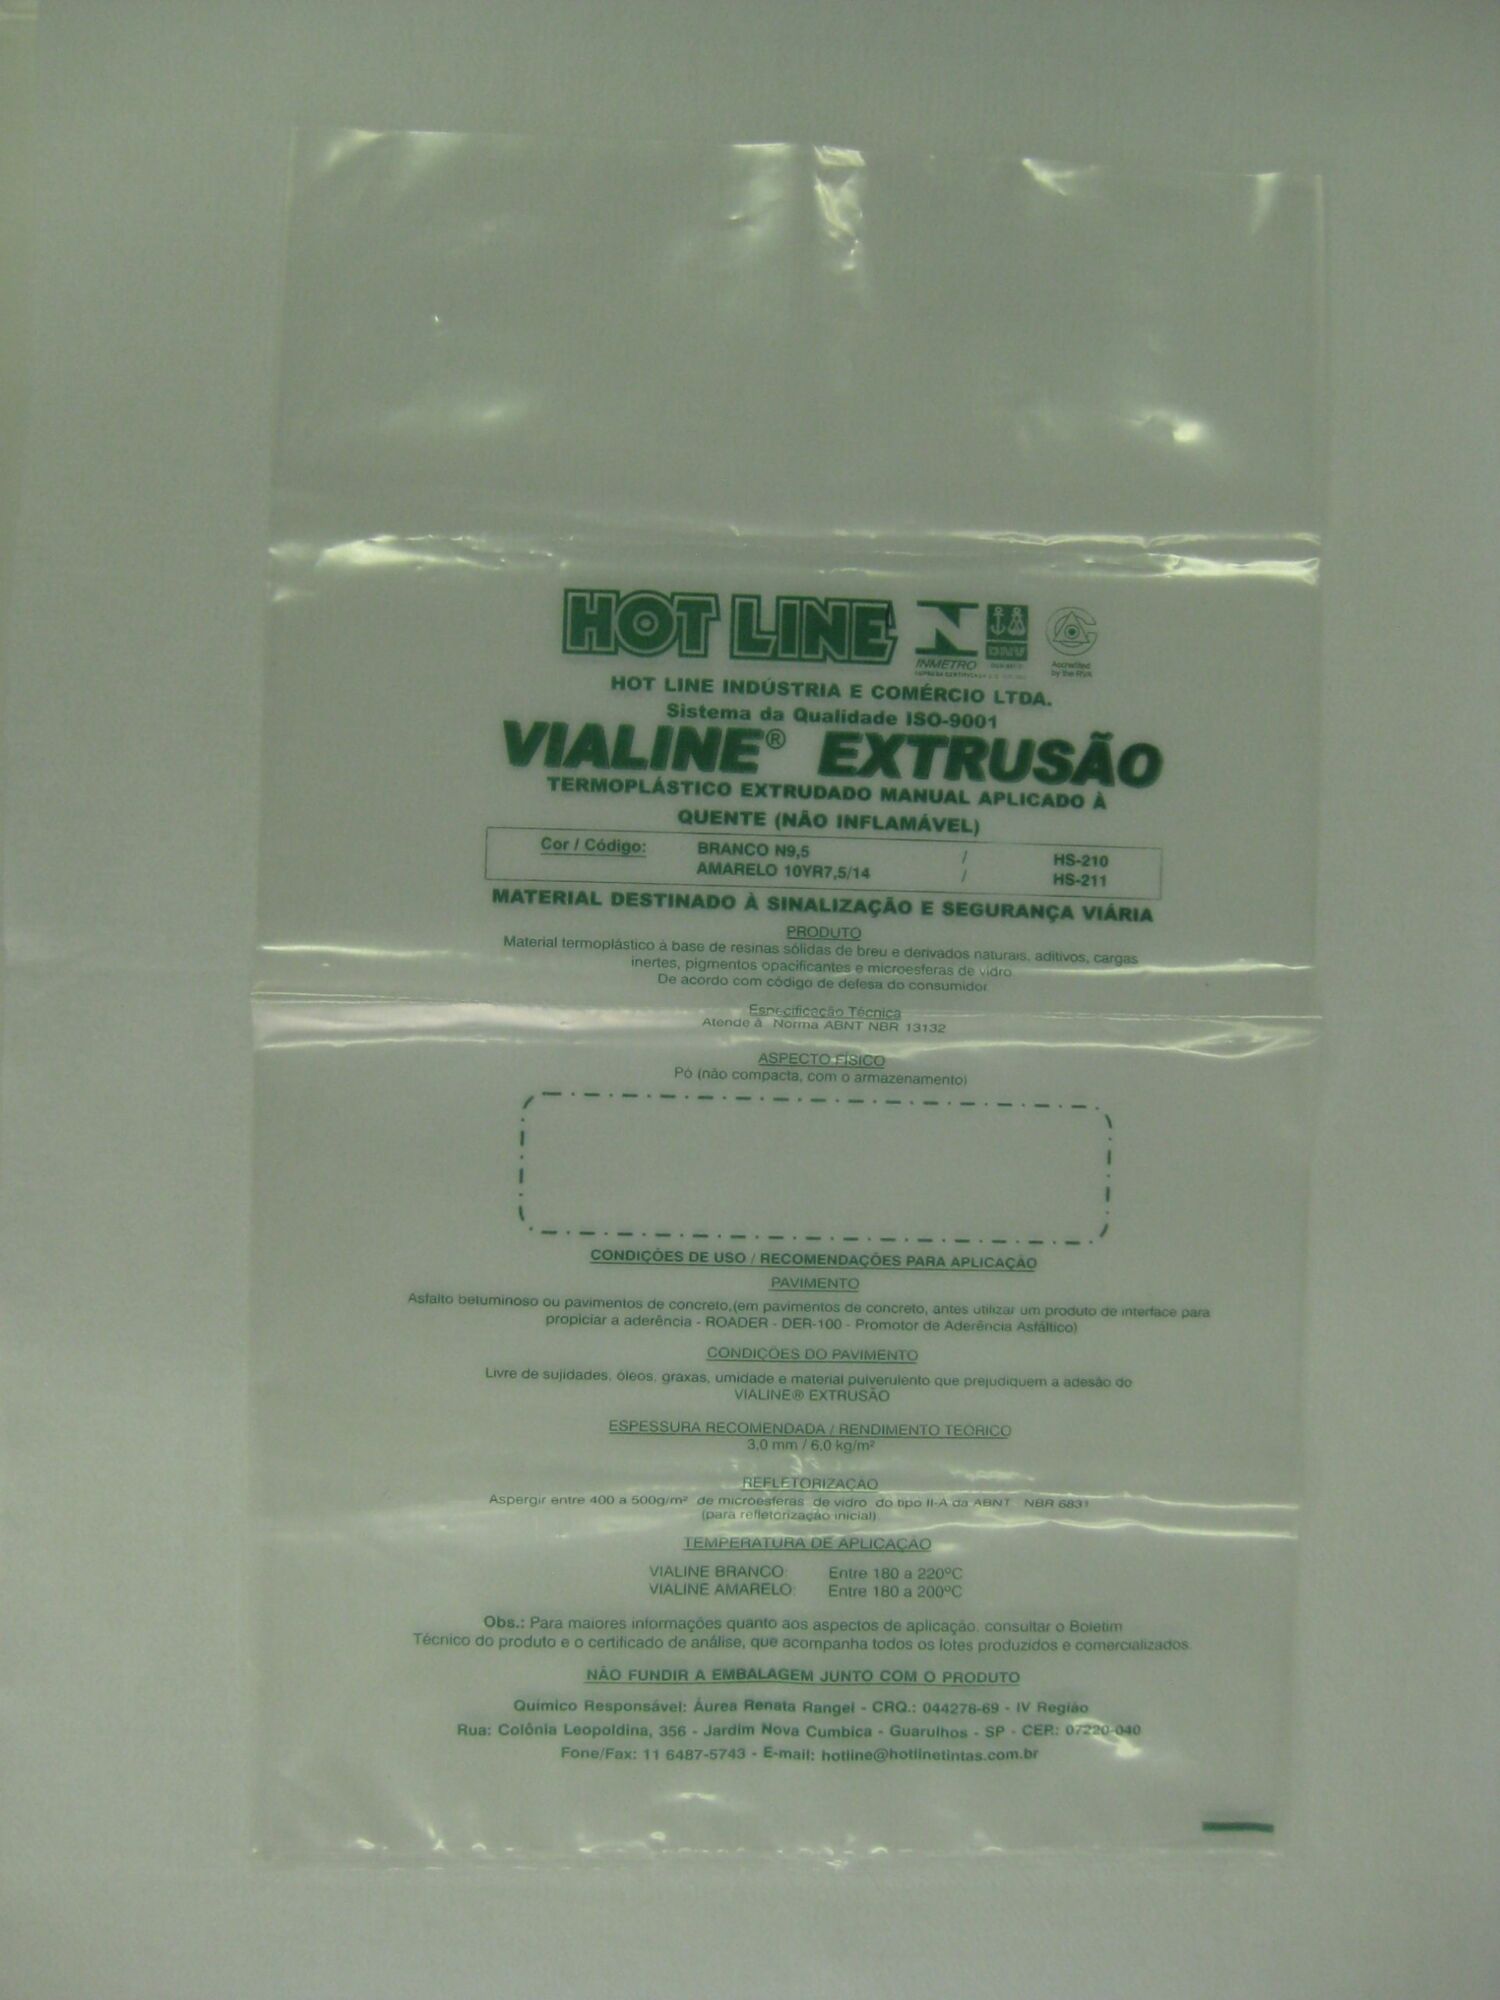 HOT LINE
INMETRO
DNV
Accredited
by the RVA
HOT LINE INDÚSTRIA E COMÉRCIO LTDA.
Sistema da Qualidade ISO-9001
VIALINE® EXTRUSÃO
TERMOPLÁSTICO EXTRUDADO MANUAL APLICADO À
QUENTE (NÃO INFLAMÁVEL)
Cor / Código: BRANCO N9,5 / HS-210
AMARELO 10YR7,5/14 / HS-211
MATERIAL DESTINADO À SINALIZAÇÃO E SEGURANÇA VIÁRIA
PRODUTO
Material termoplástico à base de resinas sólidas de breu e derivados naturais, aditivos, cargas
inertes, pigmentos opacificantes e microesferas de vidro
De acordo com código de defesa do consumidor
Especificação Técnica
Atende à Norma ABNT NBR 13132
ASPECTO FÍSICO
Pó (não compacta, com o armazenamento)
CONDIÇÕES DE USO / RECOMENDAÇÕES PARA APLICAÇÃO
PAVIMENTO
Asfalto betuminoso ou pavimentos de concreto,(em pavimentos de concreto, antes utilizar um produto de interface para
propiciar a aderência - ROADER - DER-100 - Promotor de Aderência Asfáltico)
CONDIÇÕES DO PAVIMENTO
Livre de sujidades, óleos, graxas, umidade e material pulverulento que prejudiquem a adesão do
VIALINE® EXTRUSÃO
ESPESSURA RECOMENDADA / RENDIMENTO TEÓRICO
3,0 mm / 6,0 kg/m²
REFLETORIZAÇÃO
Aspergir entre 400 a 500g/m² de microesferas de vidro do tipo II-A da ABNT NBR 6831
(para refletorização inicial)
TEMPERATURA DE APLICAÇÃO
VIALINE BRANCO: Entre 180 a 220ºC
VIALINE AMARELO: Entre 180 a 200ºC
Obs.: Para maiores informações quanto aos aspectos de aplicação, consultar o Boletim
Técnico do produto e o certificado de análise, que acompanha todos os lotes produzidos e comercializados.
NÃO FUNDIR A EMBALAGEM JUNTO COM O PRODUTO
Químico Responsável: Áurea Renata Rangel - CRQ.: 044278-69 - IV Região
Rua: Colônia Leopoldina, 356 - Jardim Nova Cumbica - Guarulhos - SP - CEP.: 07220-040
Fone/Fax: 11 6487-5743 - E-mail: hotline@hotlinetintas.com.br